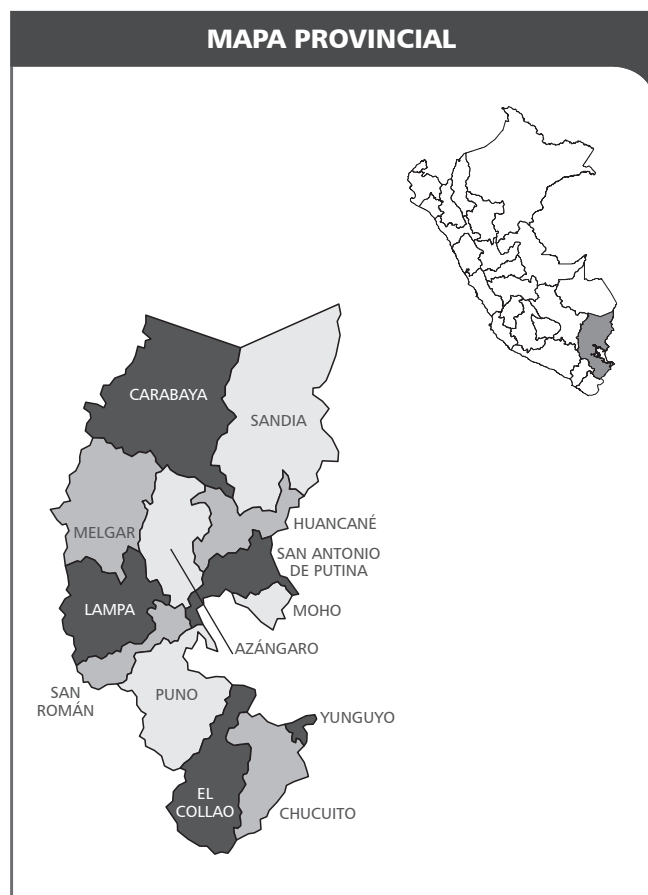 MAPA PROVINCIAL
CARABAYA
SANDIA
HUANCANÉ
MELGAR
SAN ANTONIO
DE PUTINA
LAMPA
MOHO
AZÁNGARO
SAN
ROMÁN
PUNO
YUNGUYO
EL
COLLAO
CHUCUITO